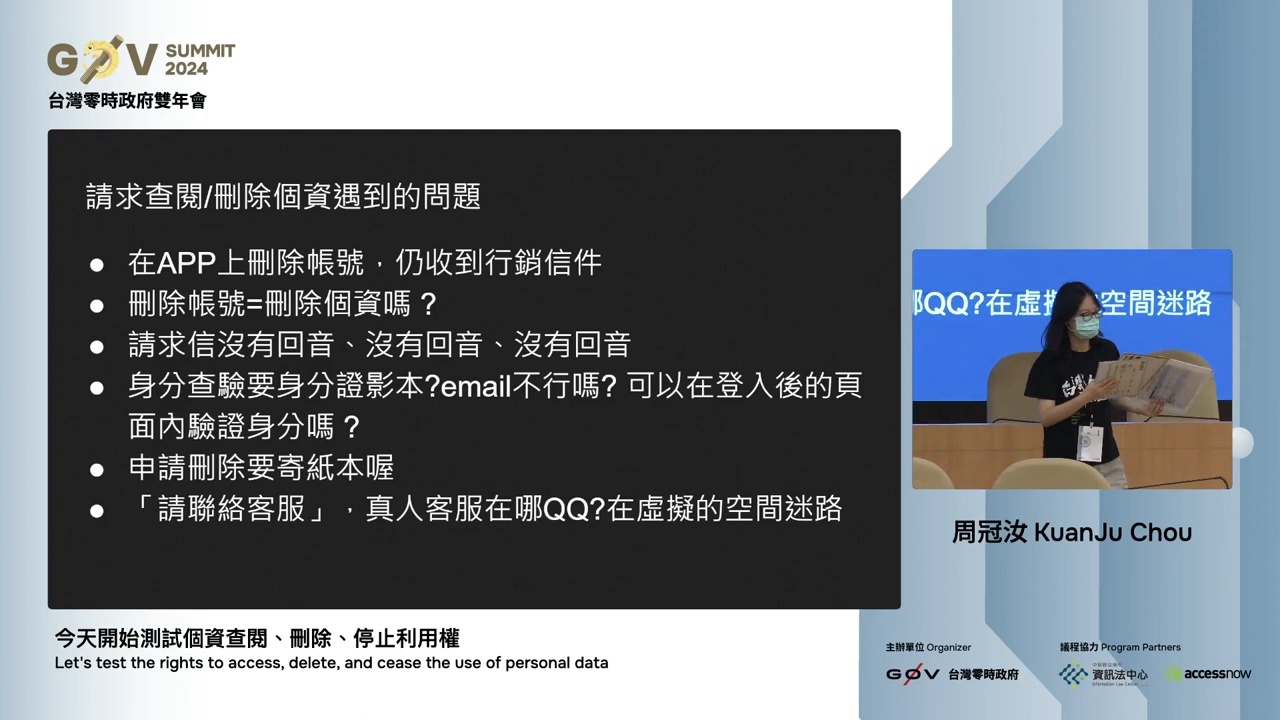 GØV SUMMIT 2024
台灣零時政府雙年會
請求查閱/刪除個資遇到的問題
● 在APP上刪除帳號，仍收到行銷信件
● 刪除帳號=刪除個資嗎？
● 請求信沒有回音、沒有回音、沒有回音
● 身分查驗要身分證影本?email不行嗎? 可以在登入後的頁
面內驗證身分嗎？
● 申請刪除要寄紙本喔
● 「請聯絡客服」，真人客服在哪QQ?在虛擬的空間迷路
QQ?在虛 空間迷路
周冠汝 KuanJu Chou
今天開始測試個資查閱、刪除、停止利用權
Let's test the rights to access, delete, and cease the use of personal data
主辦單位 Organizer
GØV 台灣零時政府
議程協力 Program Partners
資訊法中心
Information Law Center
accessnow